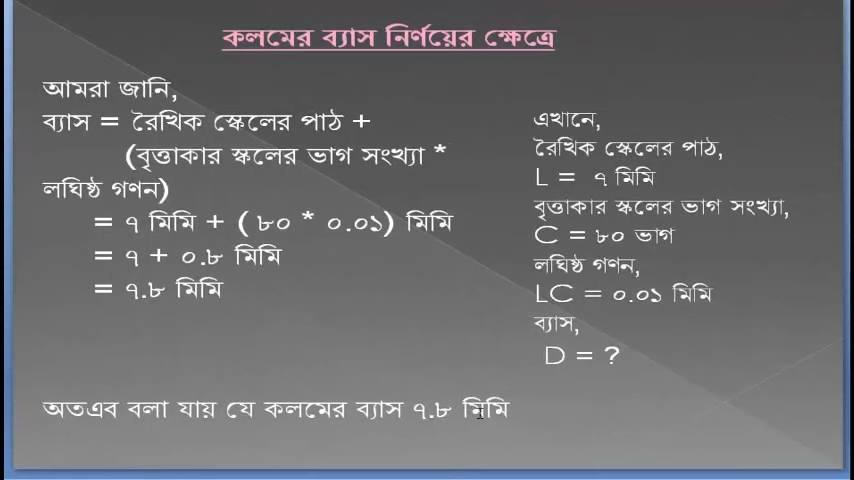 কলমের ব্যাস নির্ণয়ের ক্ষেত্রে
আমরা জানি,
ব্যাস = রৈখিক স্কেলের পাঠ +
(বৃত্তাকার স্কলের ভাগ সংখ্যা *
লঘিষ্ঠ গণন)
= ৭ মিমি + ( ৮০ * ০.০১) মিমি
= ৭ + ০.৮ মিমি
= ৭.৮ মিমি
এখানে,
রৈখিক স্কেলের পাঠ,
L = ৭ মিমি
বৃত্তাকার স্কলের ভাগ সংখ্যা,
C = ৮০ ভাগ
লঘিষ্ঠ গণন,
LC = ০.০১ মিমি
ব্যাস,
D = ?
অতএব বলা যায় যে কলমের ব্যাস ৭.৮ মিমি